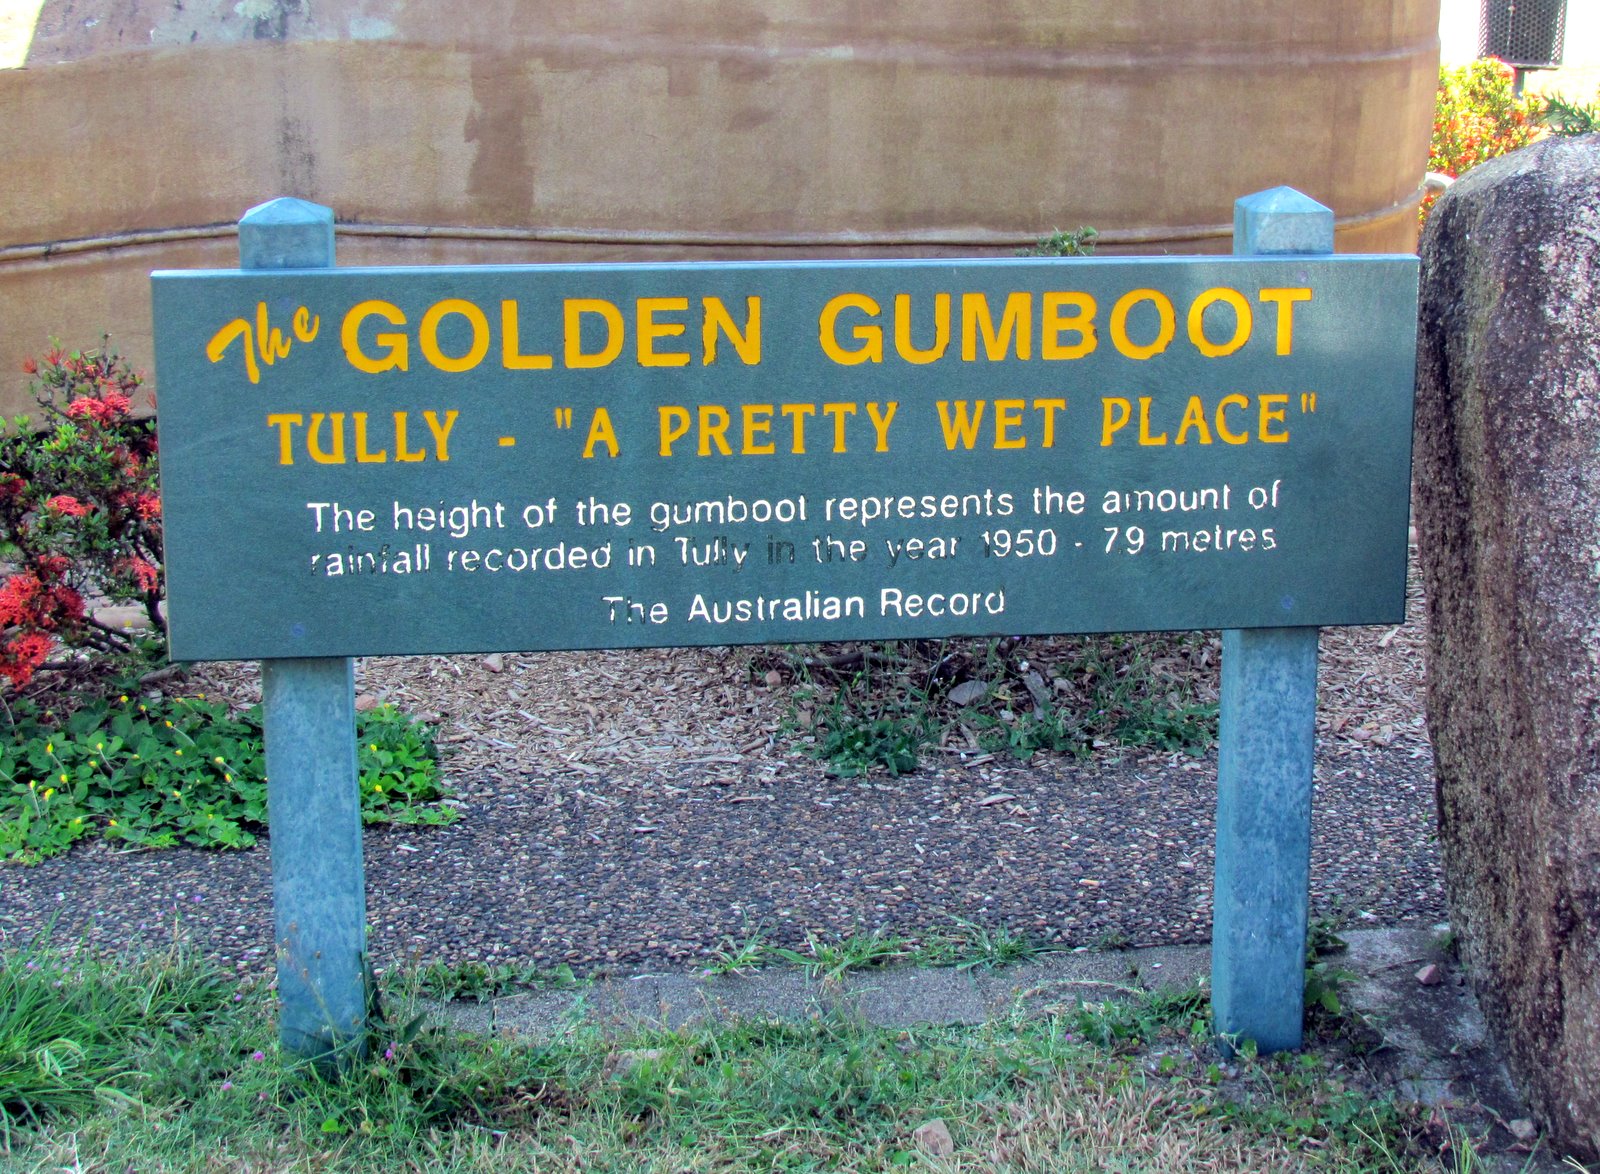 The GOLDEN GUMBOOT
TULLY - "A PRETTY WET PLACE"
The height of the gumboot represents the amount of
rainfall recorded in Tully in the year 1950 - 7.9 metres
The Australian Record